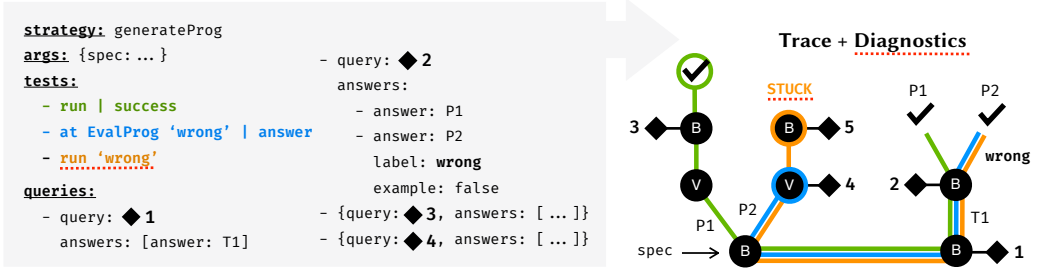 strategy: generateProg
args: {spec: ...}
tests:
- run | success
- at EvalProg ‘wrong’ | answer
- run ‘wrong’
queries:
- query: ◆ 1
answers: [answer: T1]
- query: ◆ 2
answers:
- answer: P1
- answer: P2
label: wrong
example: false
- {query: ◆ 3, answers: [ ... ]}
- {query: ◆ 4, answers: [ ... ]}
Trace + Diagnostics
STUCK
P1 P2
3 B
B 5
wrong
V
V 4
2 B
P1
P2
T1
spec
B
B 1